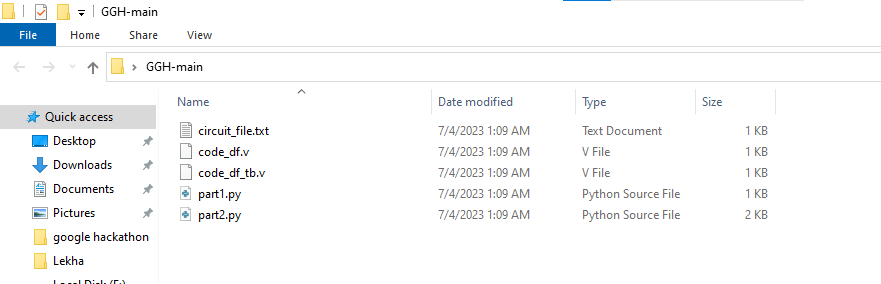 GGH-main
File Home Share View
GGH-main
Name Date modified Type Size
Quick access
Desktop
Downloads
Documents
Pictures
google hackathon
Lekha
circuit_file.txt 7/4/2023 1:09 AM Text Document 1 KB
code_df.v 7/4/2023 1:09 AM V File 1 KB
code_df_tb.v 7/4/2023 1:09 AM V File 1 KB
part1.py 7/4/2023 1:09 AM Python Source File 1 KB
part2.py 7/4/2023 1:09 AM Python Source File 2 KB